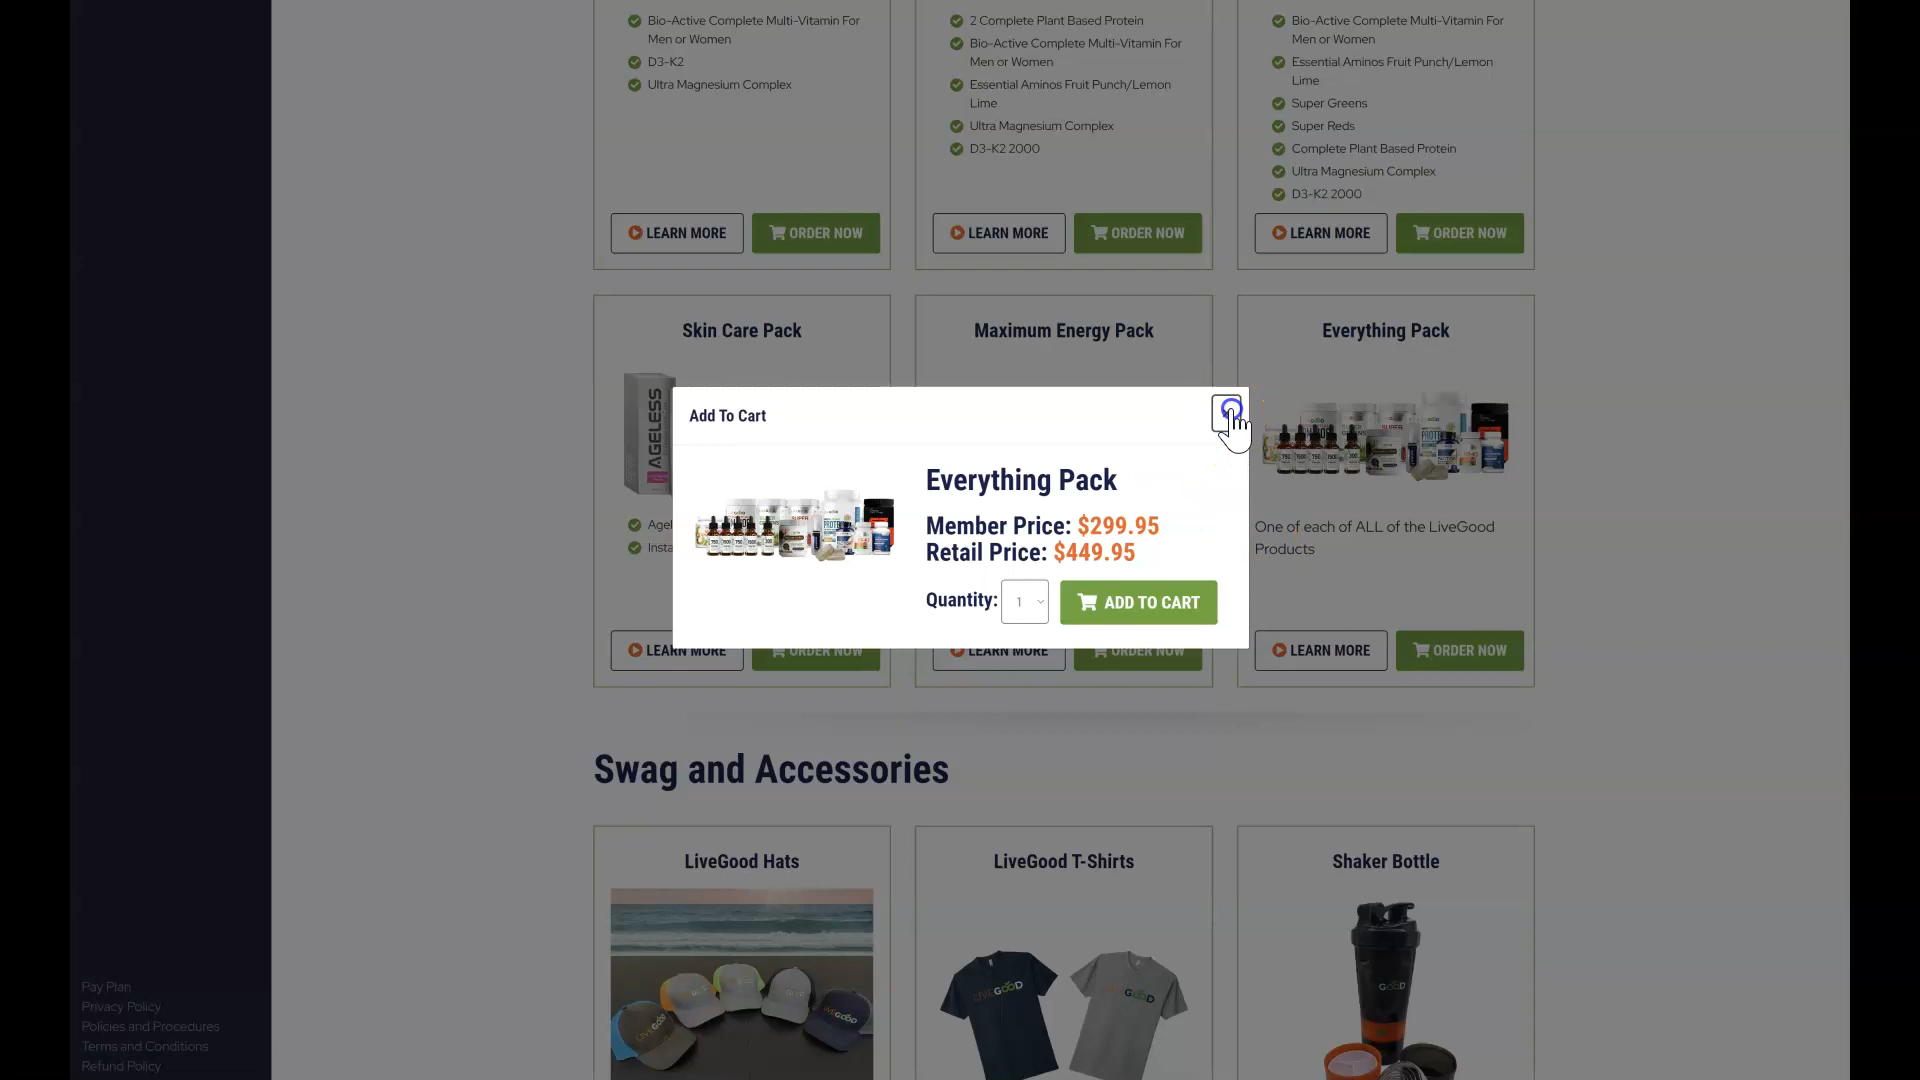 Bio-Active Complete Multi-Vitamin For
Men or Women
D3-K2
Ultra Magnesium Complex
LEARN MORE
ORDER NOW
2 Complete Plant Based Protein
Bio-Active Complete Multi-Vitamin For
Men or Women
Essential Aminos Fruit Punch/Lemon
Lime
Ultra Magnesium Complex
D3-K2 2000
LEARN MORE
ORDER NOW
Bio-Active Complete Multi-Vitamin For
Men or Women
Essential Aminos Fruit Punch/Lemon
Lime
Super Greens
Super Reds
Complete Plant Based Protein
Ultra Magnesium Complex
D3-K2 2000
LEARN MORE
ORDER NOW
Skin Care Pack
AGELESS
LEARN MORE
ORDER NOW
Maximum Energy Pack
LEARN MORE
ORDER NOW
Everything Pack
One of each of ALL of the LiveGood
Products
LEARN MORE
ORDER NOW
Add To Cart
Everything Pack
Member Price: $299.95
Retail Price: $449.95
Quantity: 1
ADD TO CART
Swag and Accessories
LiveGood Hats
LiveGood T-Shirts
LIVEGOOD
Shaker Bottle
GOOD
Pay Plan
Privacy Policy
Policies and Procedures
Terms and Conditions
Refund Policy